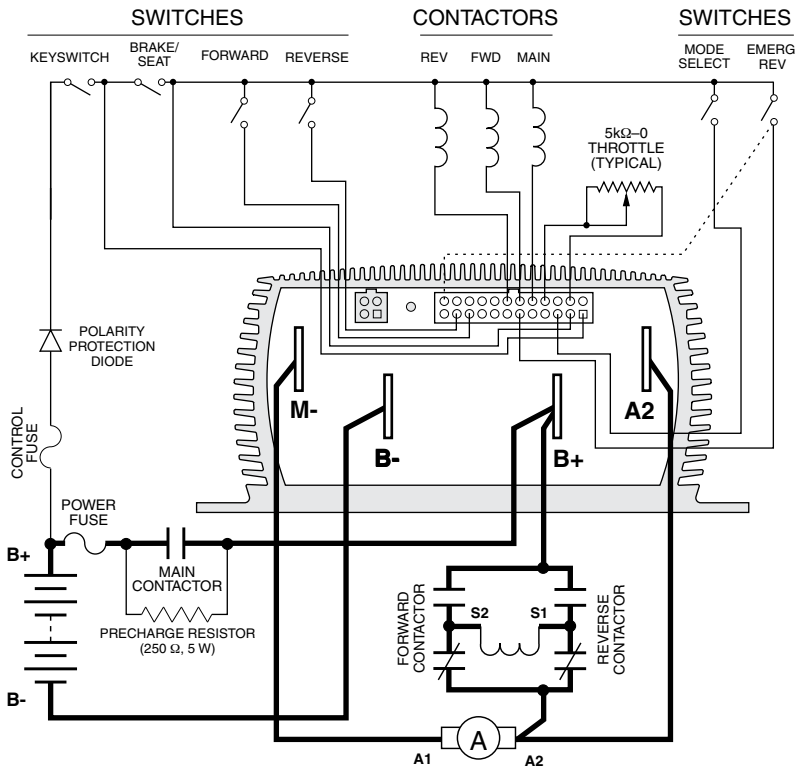 SWITCHES
CONTACTORS
SWITCHES
KEYSWITCH
BRAKE/
SEAT
FORWARD
REVERSE
REV
FWD
MAIN
MODE
SELECT
EMERG
REV
5kΩ–0
THROTTLE
(TYPICAL)
POLARITY
PROTECTION
DIODE
M-
B-
B+
A2
CONTROL
FUSE
POWER
FUSE
B+
MAIN
CONTACTOR
PRECHARGE RESISTOR
(250 Ω, 5 W)
FORWARD
CONTACTOR
S2
S1
REVERSE
CONTACTOR
B-
A
A1
A2